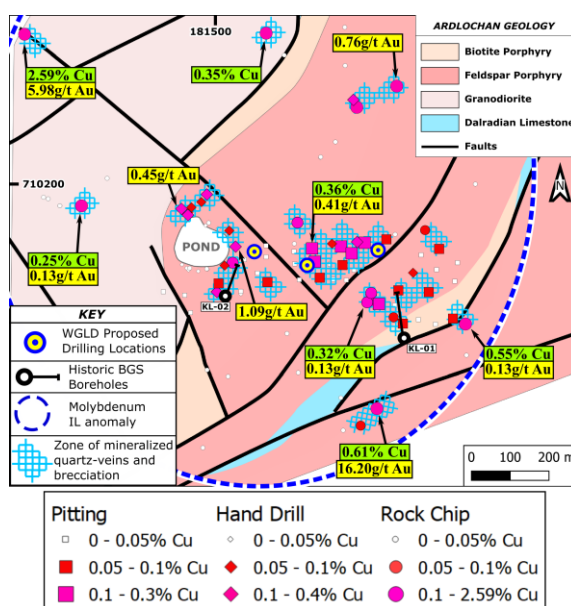 181500
ARDLOCHAN GEOLOGY
Biotite Porphyry
Feldspar Porphyry
Granodiorite
Dalradian Limestone
Faults
0.76g/t Au
2.59% Cu
5.98g/t Au
0.35% Cu
710200
0.45g/t Au
0.36% Cu
0.41g/t Au
N
POND
0.25% Cu
0.13g/t Au
KL-02
1.09g/t Au
KEY
WGLD Proposed
Drilling Locations
Historic BGS
Boreholes
Molybdenum
IL anomaly
Zone of mineralized
quartz-veins and
brecciation
KL-01
0.32% Cu
0.13g/t Au
0.55% Cu
0.13g/t Au
0.61% Cu
16.20g/t Au
0 100 200 m
Pitting Hand Drill Rock Chip
0 - 0.05% Cu 0 - 0.05% Cu 0 - 0.05% Cu
0.05 - 0.1% Cu 0.05 - 0.1% Cu 0.05 - 0.1% Cu
0.1 - 0.3% Cu 0.1 - 0.4% Cu 0.1 - 2.59% Cu